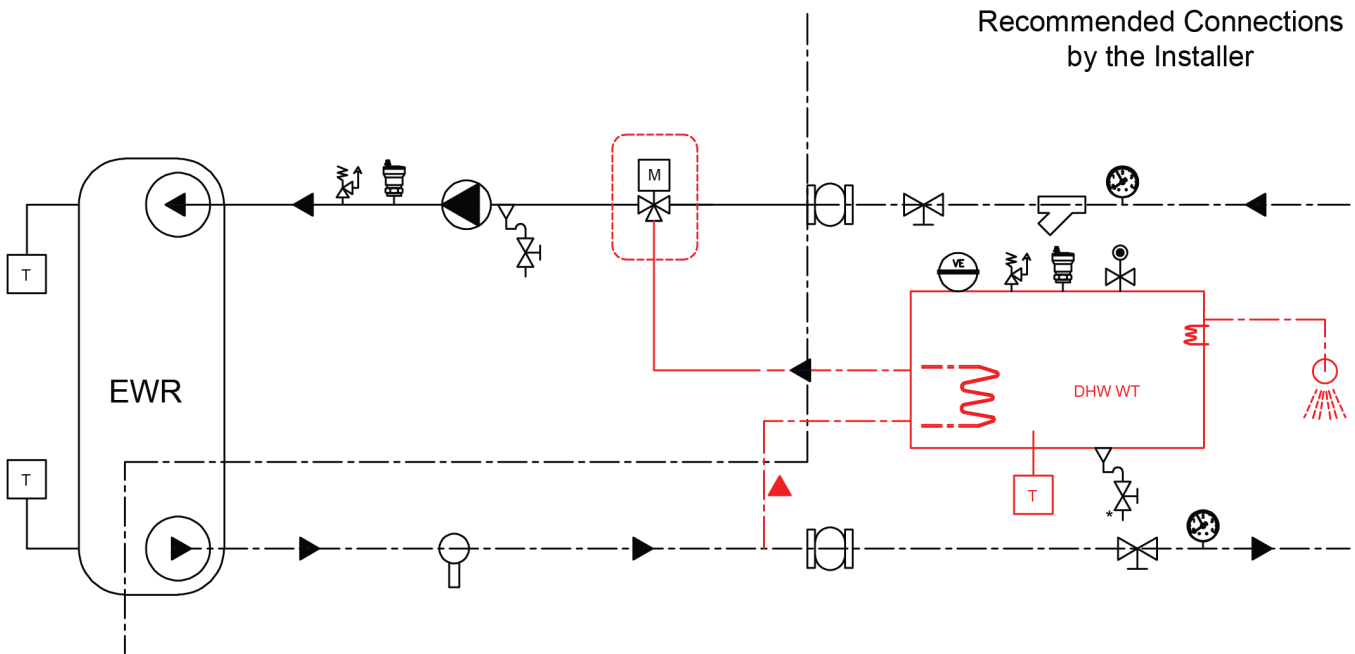 Recommended Connections
by the Installer
M
T
VE
EWR
DHW WT
T
T
*